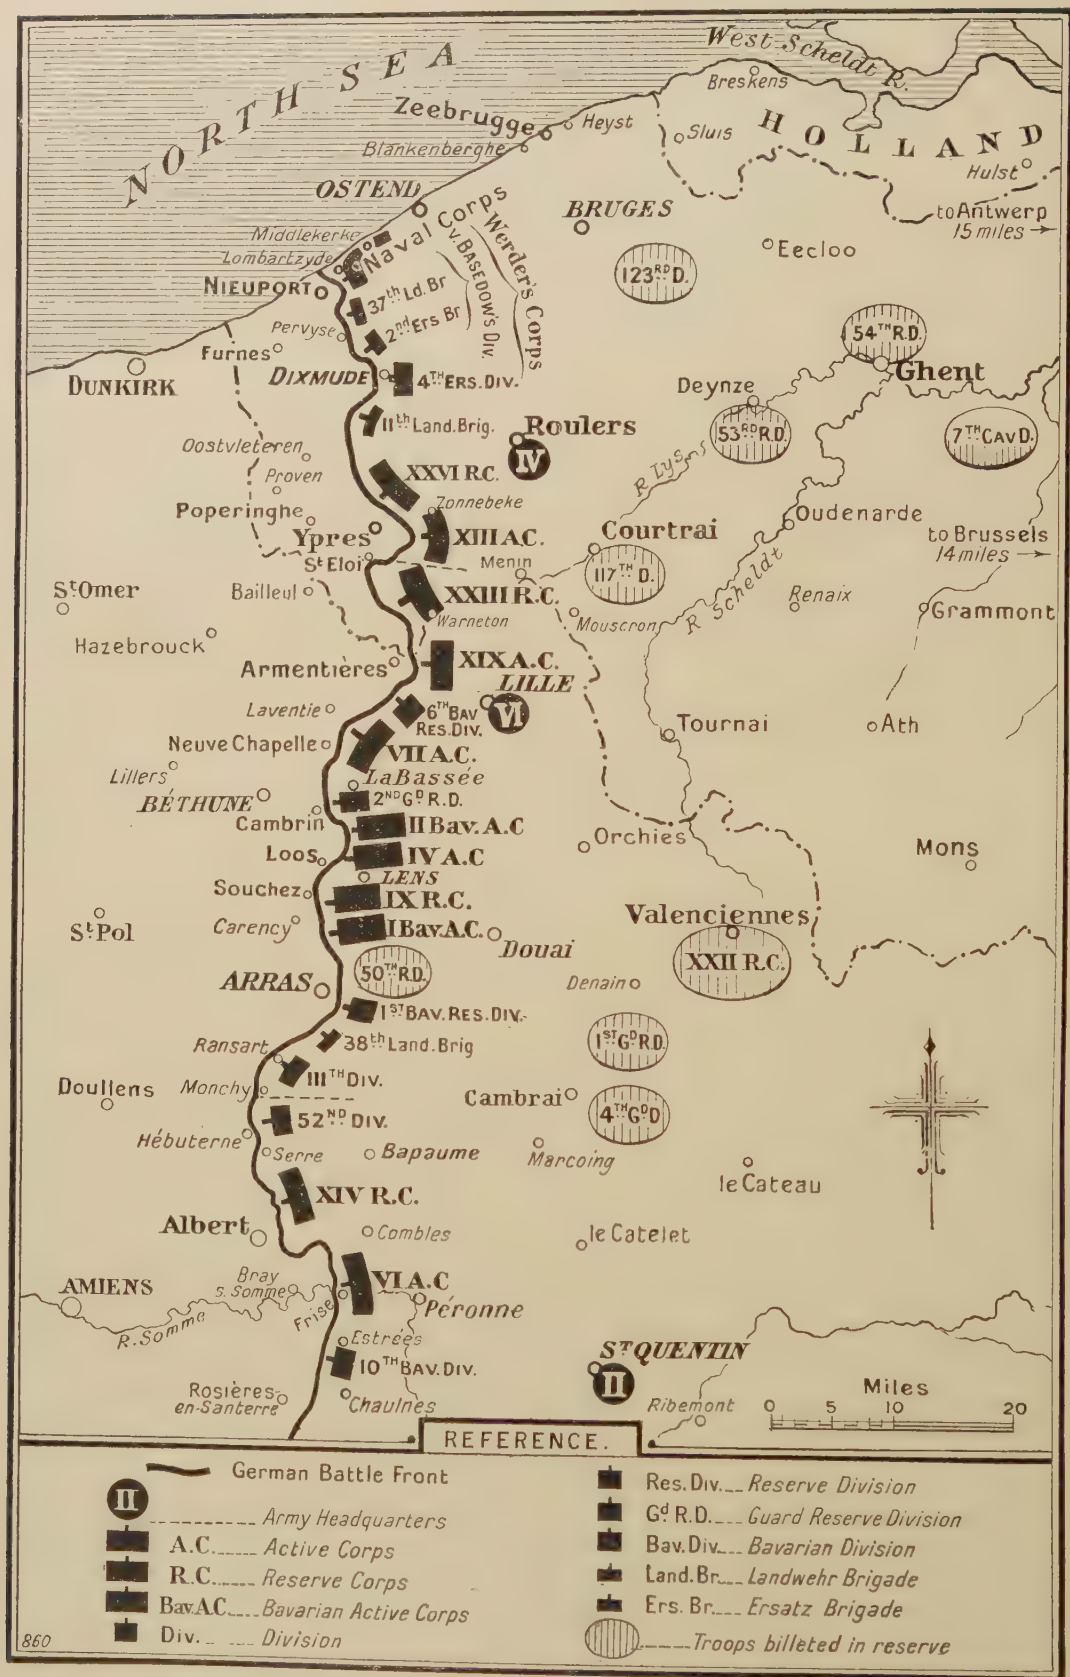 NORTH SEA
West Scheldt R.
Breskens
Zeebrugge
Heyst
Sluis
HOLLAND
Blankenberghe
Hulst
OSTEND
BRUGES
to Antwerp
15 miles
Middlekerke
Lombartzyde
Naval Corps
Werder's Corps
v. BASEDOW'S DIV.
Eecloo
NIEUPORT
37th Ld. Br
2nd Ers Br
123RD D.
Pervyse
Furnes
54TH R.D.
Ghent
DUNKIRK
DIXMUDE
4TH ERS. DIV.
Deynze
11th Land. Brig.
Roulers
IV
53RD R.D.
7TH CAV D.
Oostvleteren
Proven
XXVI R.C.
R Lys
Zonnebeke
Poperinghe
Ypres
XIII A.C.
Courtrai
Oudenarde
to Brussels
14 miles
St Eloi
Menin
117TH D.
St Omer
Bailleul
XXIII R.C.
Warneton
Mouscron
R Scheldt
Renaix
Grammont
Hazebrouck
Armentières
XIX A.C.
LILLE
VI
Laventie
6TH BAV
RES. DIV.
Tournai
Ath
Neuve Chapelle
VII A.C.
Lillers
La Bassée
BÉTHUNE
2ND GD R.D.
Cambrin
II Bav. A.C
Orchies
Mons
Loos
IV A.C
LENS
Souchez
IX R.C.
Valenciennes
St Pol
Carency
I Bav. A.C.
Douai
XXII R.C.
ARRAS
50TH R.D.
Denain
1ST BAV. RES. DIV.
Ransart
38th Land. Brig
1ST GD R.D.
111TH DIV.
Doullens
Monchy
Cambrai
52ND DIV.
4TH GD D
Hébuterne
Serre
Bapaume
Marcoing
le Cateau
XIV R.C.
Albert
Combles
le Catelet
AMIENS
Bray
s. Somme
VI A.C
Péronne
R. Somme
Frise
Estrées
10TH BAV. DIV.
ST QUENTIN
II
Rosières-
en-Santerre
Chaulnes
Ribemont
Miles
0 5 10 20
REFERENCE.
German Battle Front
II Army Headquarters
A.C. Active Corps
R.C. Reserve Corps
Bav. A.C. Bavarian Active Corps
Div. Division
Res. Div. Reserve Division
Gd R.D. Guard Reserve Division
Bav. Div. Bavarian Division
Land. Br. Landwehr Brigade
Ers. Br. Ersatz Brigade
Troops billeted in reserve
860